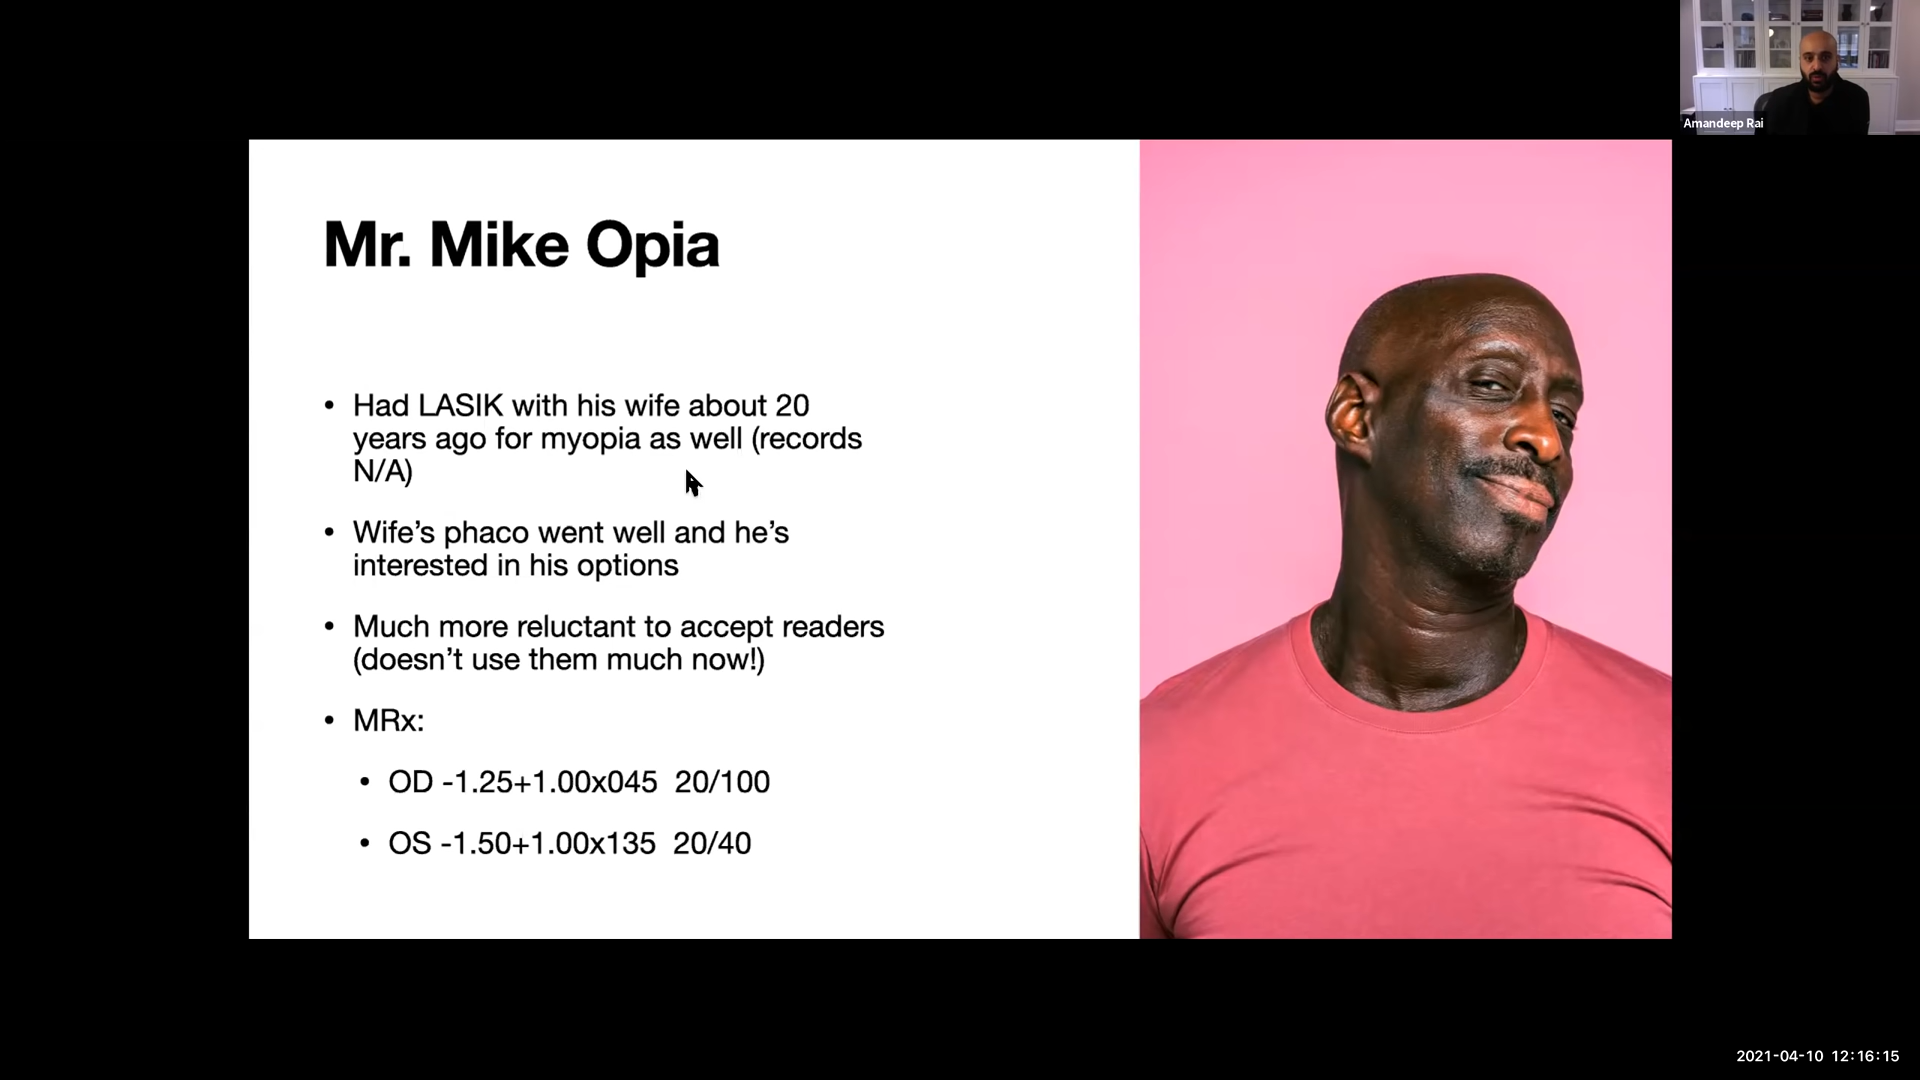 Amandeep Rai
Mr. Mike Opia
• Had LASIK with his wife about 20
years ago for myopia as well (records
N/A)
• Wife’s phaco went well and he’s
interested in his options
• Much more reluctant to accept readers
(doesn’t use them much now!)
• MRx:
• OD -1.25+1.00x045 20/100
• OS -1.50+1.00x135 20/40
2021-04-10 12:16:15